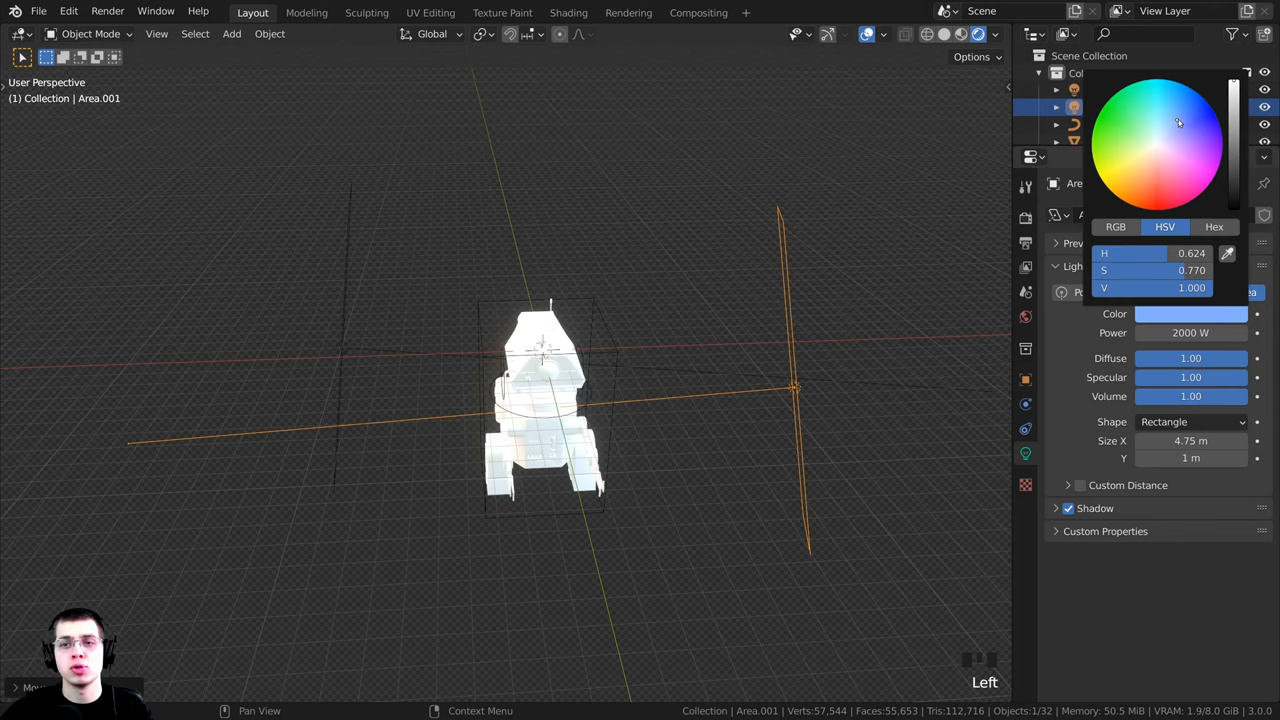 File Edit Render Window Help Layout Modeling Sculpting UV Editing Texture Paint Shading Rendering Compositing + Scene View Layer
Object Mode View Select Add Object Global
Options
User Perspective
(1) Collection | Area.001
Scene Collection
Col
RGB HSV Hex
H 0.624
S 0.770
V 1.000
Color
Power 2000 W
Diffuse 1.00
Specular 1.00
Volume 1.00
Shape Rectangle
Size X 4.75 m
Y 1 m
Custom Distance
Shadow
Custom Properties
Left
Pan View Context Menu Collection | Area.001 | Verts:57,544 | Faces:55,653 | Tris:112,716 | Objects:1/32 | Memory: 50.5 MiB | VRAM: 1.9/8.0 GiB | 3.0.0